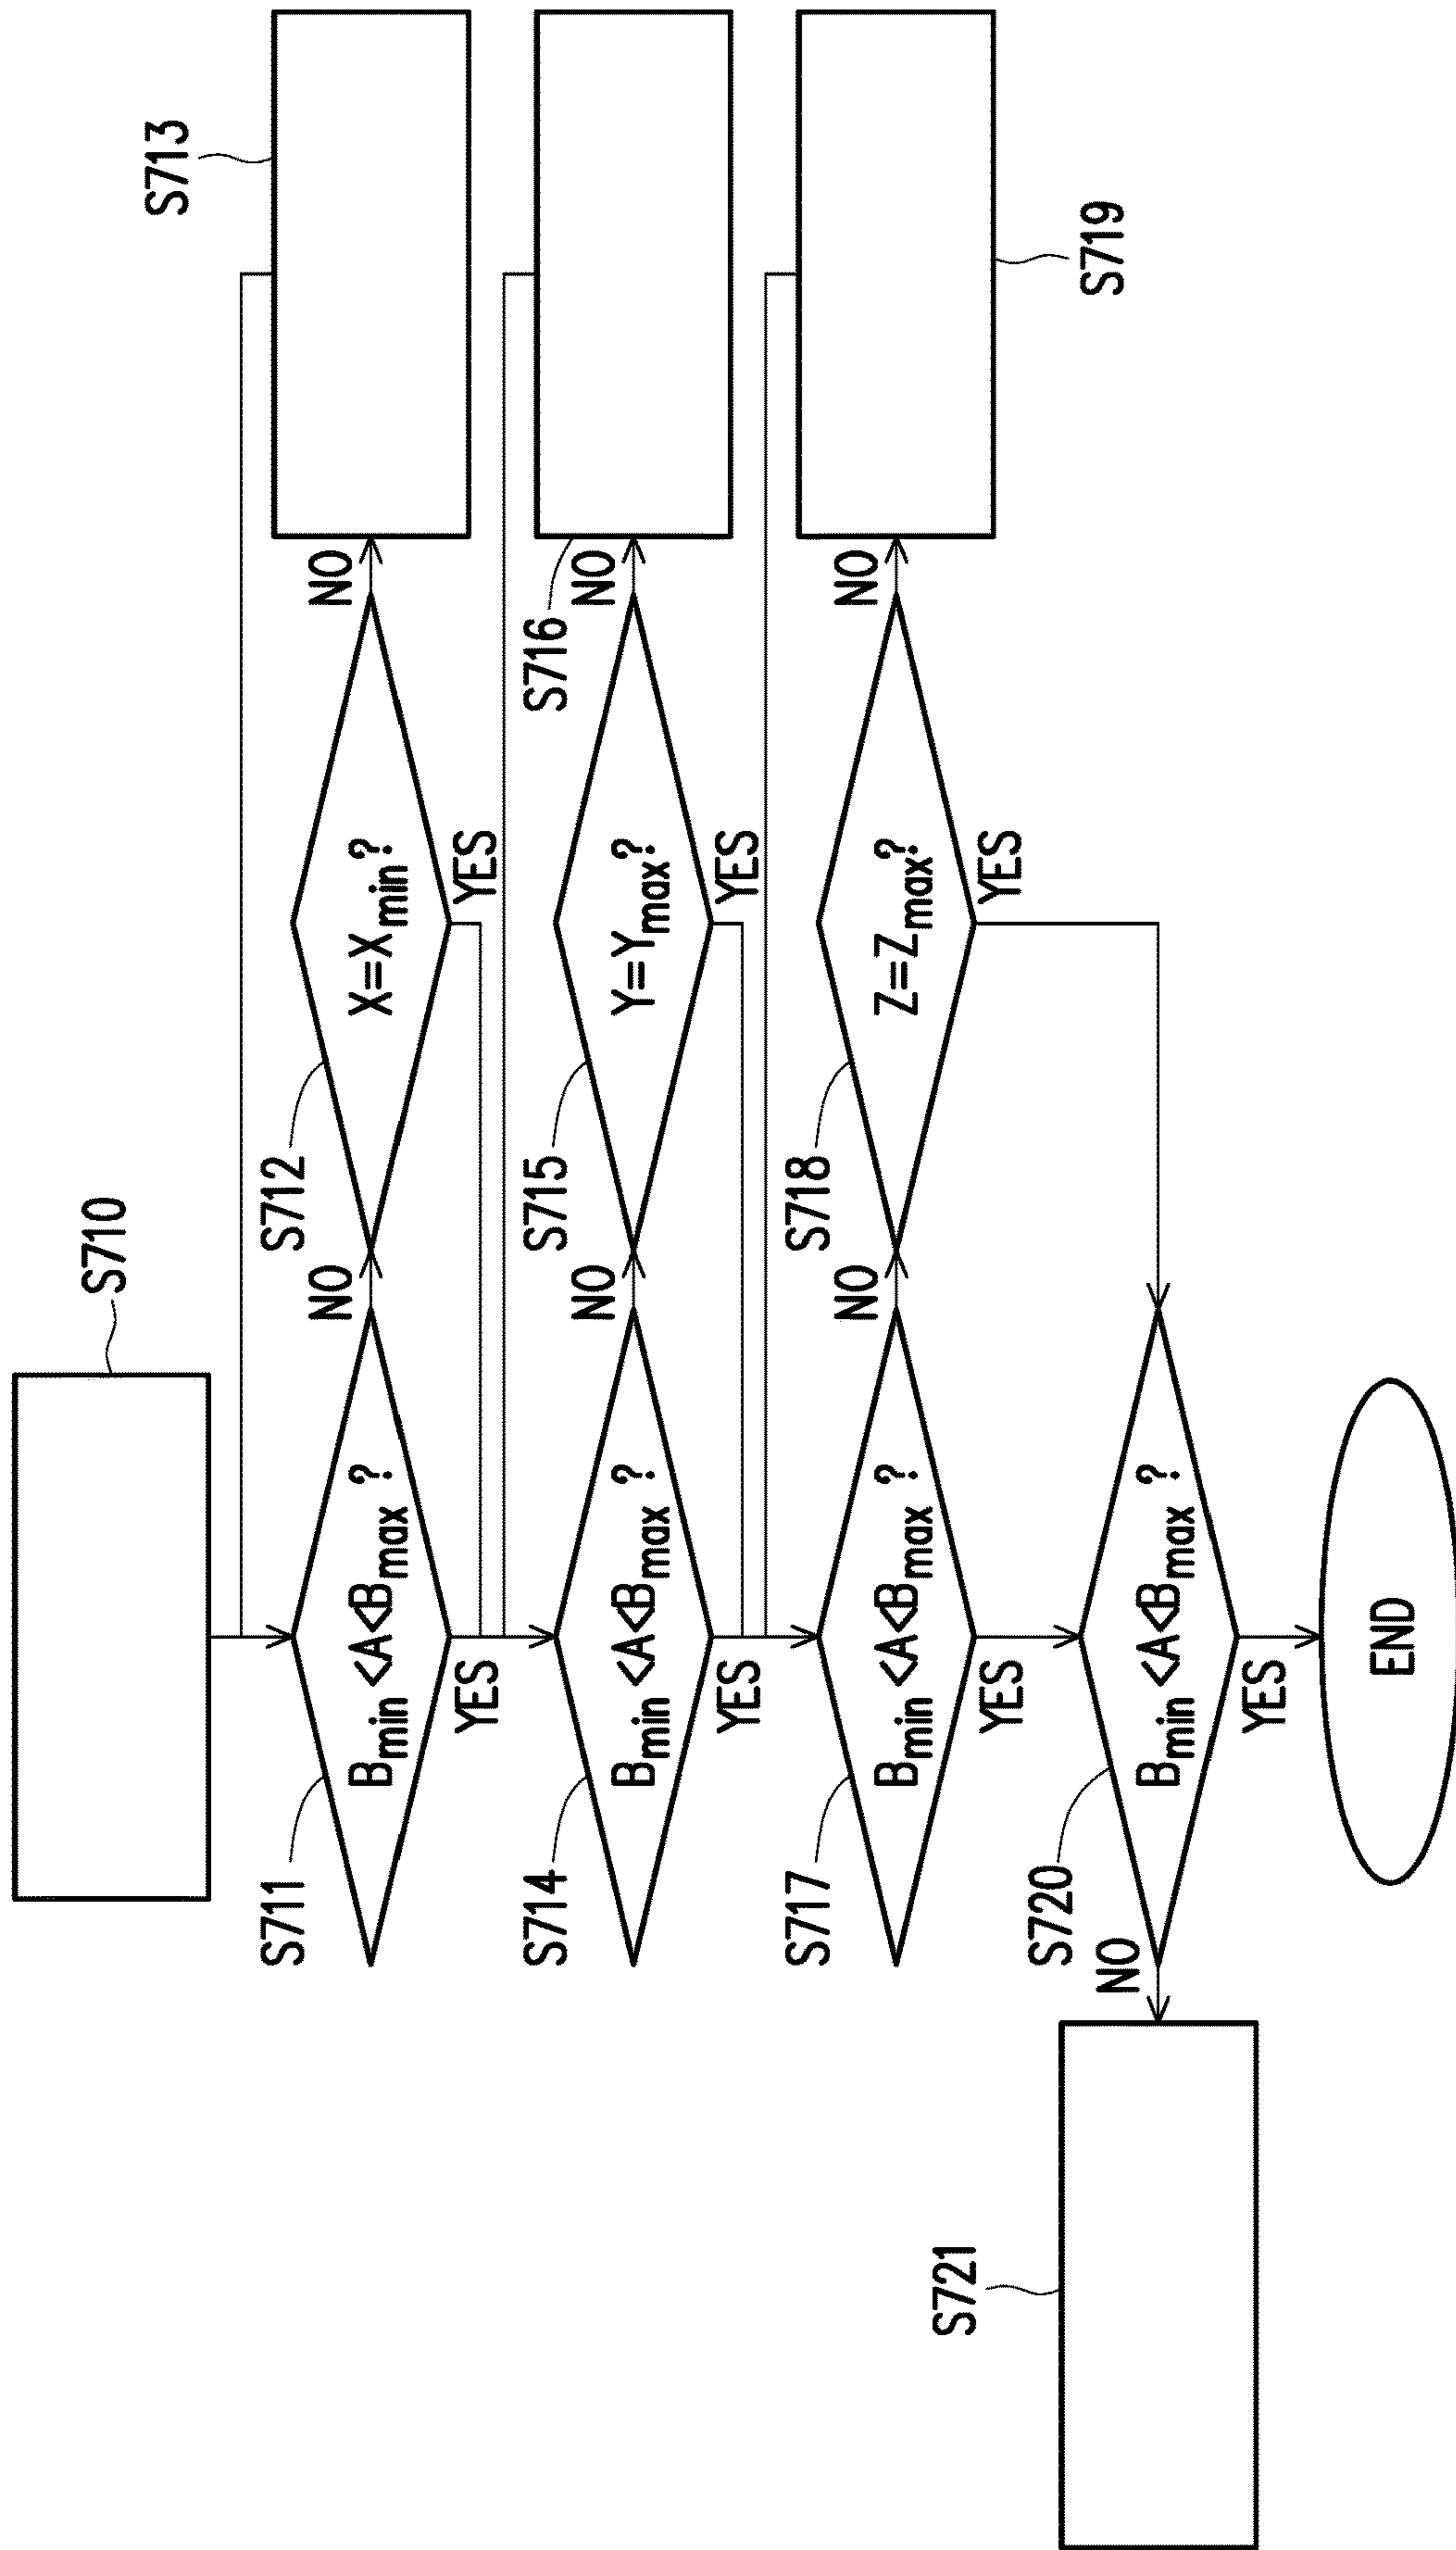 S710
S711
B_min <A<B_max ?
NO
YES
S712
X=X_min?
NO
YES
S713
S714
B_min <A<B_max ?
NO
YES
S715
Y=Y_max?
NO
YES
S716
S717
B_min <A<B_max ?
NO
YES
S718
Z=Z_max?
NO
YES
S719
S720
B_min <A<B_max ?
NO
YES
S721
END